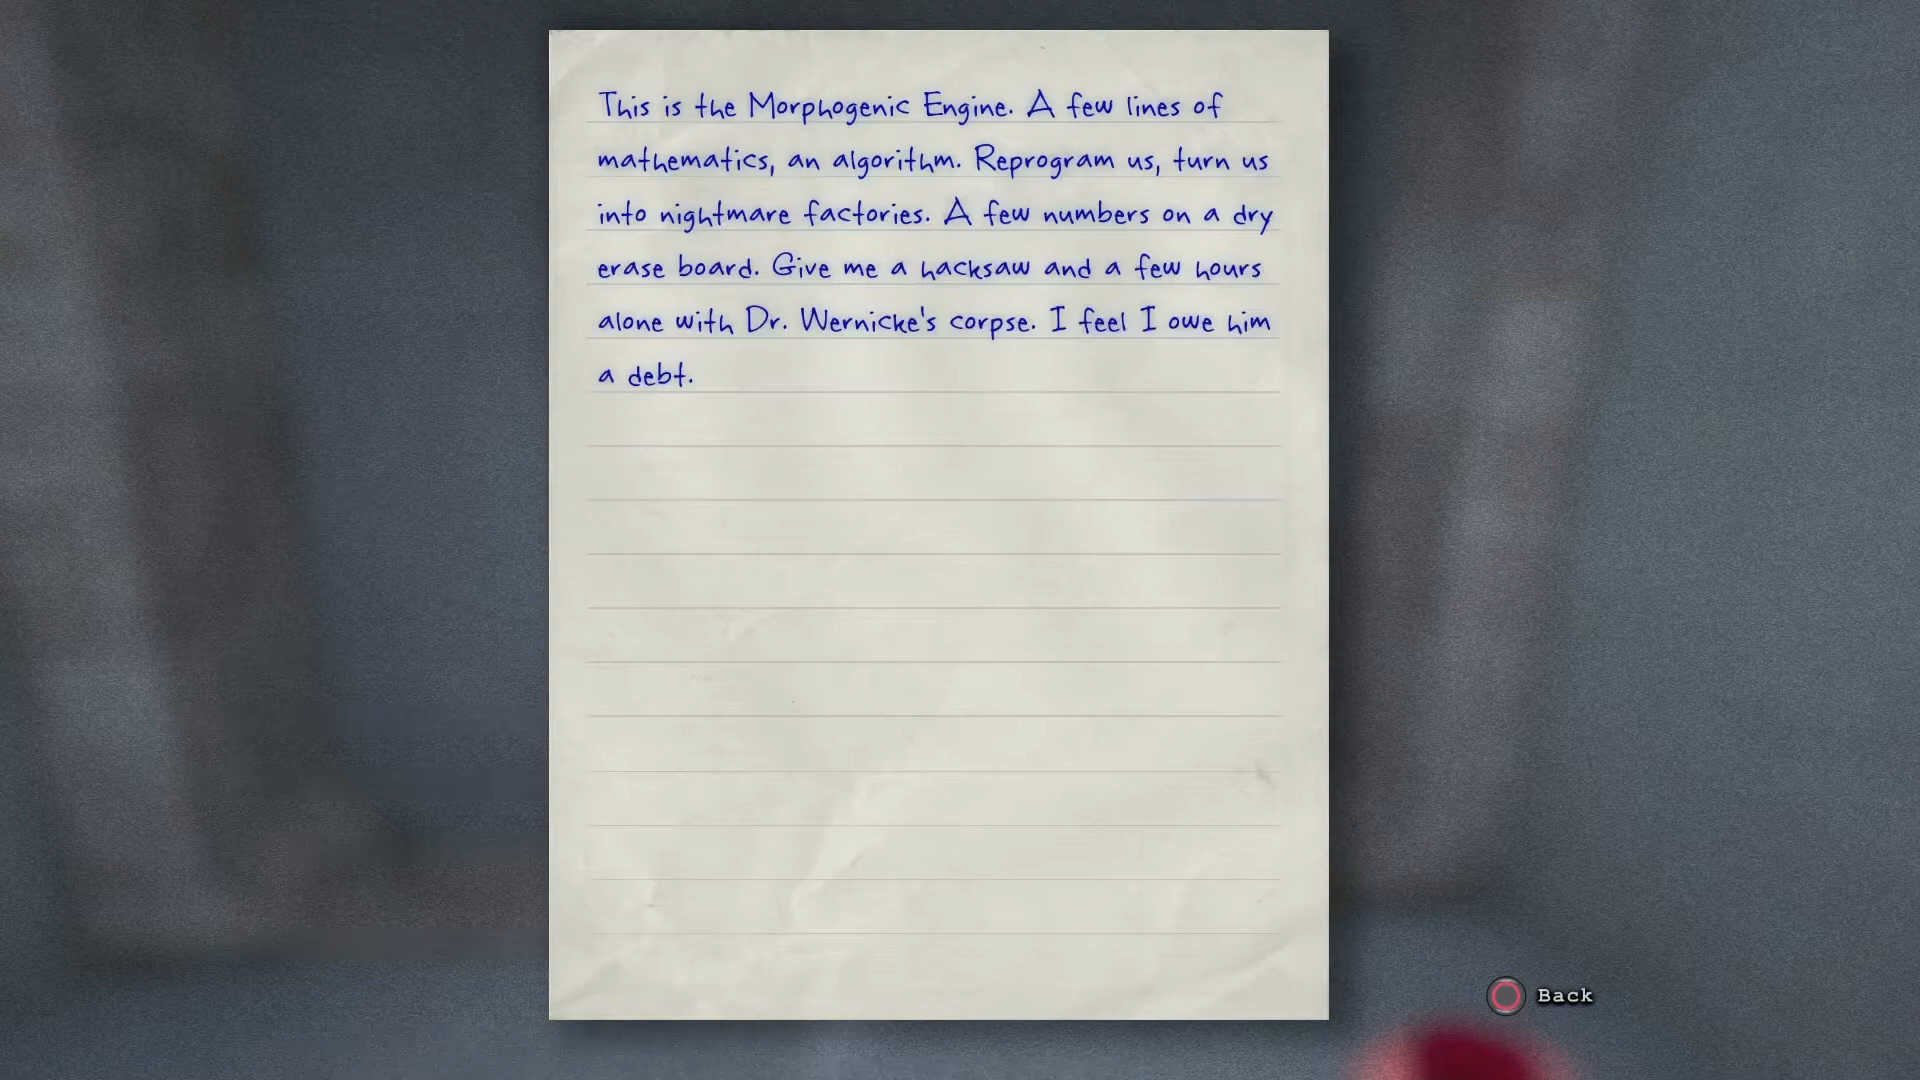 This is the Morphogenic Engine. A few lines of
mathematics, an algorithm. Reprogram us, turn us
into nightmare factories. A few numbers on a dry
erase board. Give me a hacksaw and a few hours
alone with Dr. Wernicke's corpse. I feel I owe him
a debt.
Back